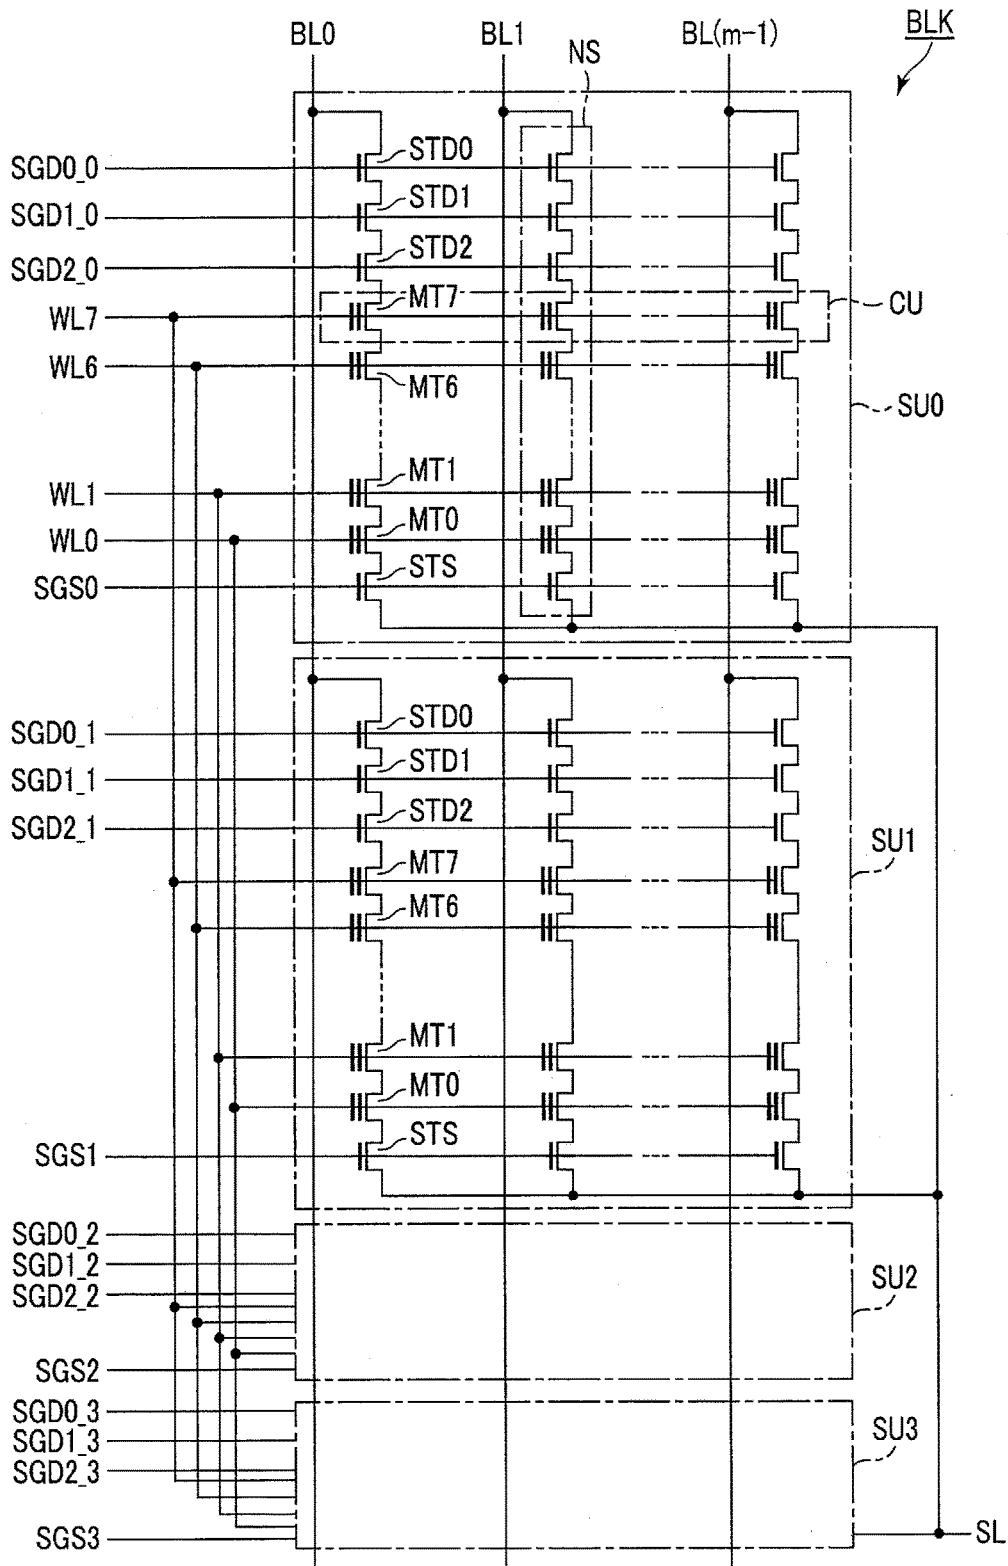 BLK
BL0 BL1 BL(m-1)
NS
SGD0_0 STD0
SGD1_0 STD1
SGD2_0 STD2
WL7 MT7 CU
WL6 MT6
SU0
WL1 MT1
WL0 MT0
SGS0 STS
SGD0_1 STD0
SGD1_1 STD1
SGD2_1 STD2
SU1
MT7
MT6
MT1
MT0
SGS1 STS
SGD0_2
SGD1_2
SGD2_2 SU2
SGS2
SGD0_3
SGD1_3 SU3
SGD2_3
SGS3 SL